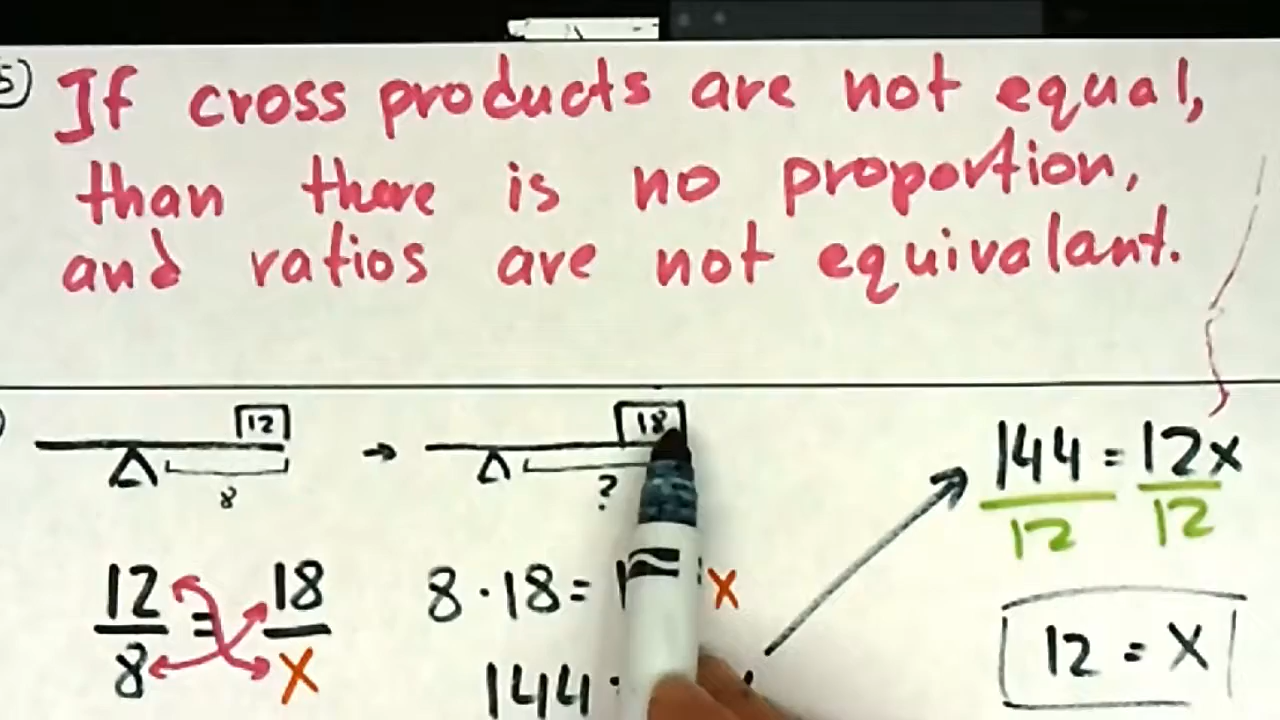 5) If cross products are not equal,
than there is no proportion,
and ratios are not equivalant.
12 → 18
8 ?
12/8 = 18/x
8 · 18 = x
144
144 = 12x
12 12
12 = x